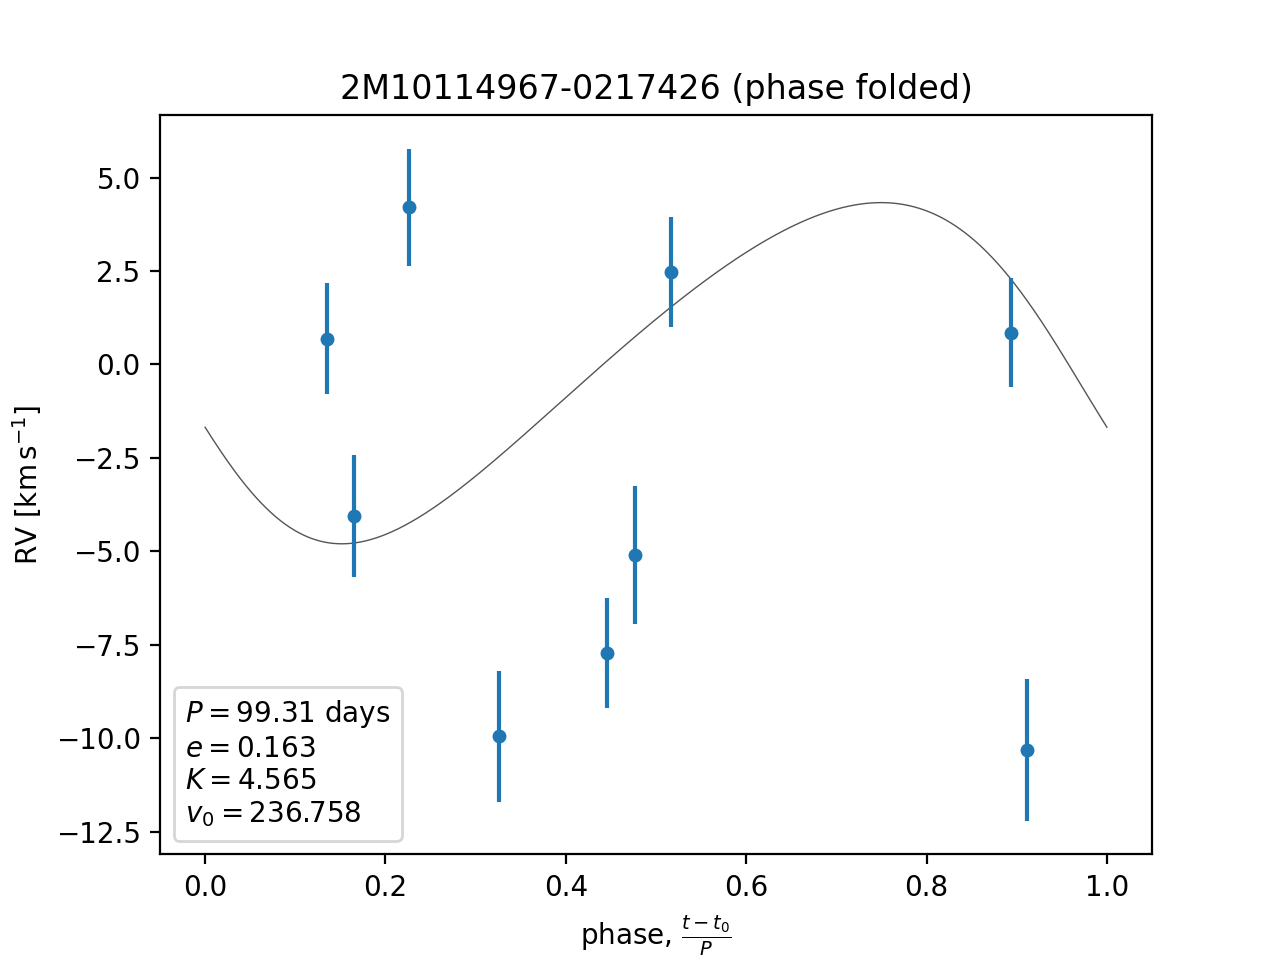 2M10114967-0217426 (phase folded)
5.0
2.5
0.0
−2.5
−5.0
−7.5
−10.0
−12.5
RV [km s⁻¹]
P = 99.31 days
e = 0.163
K = 4.565
v₀ = 236.758
0.0 0.2 0.4 0.6 0.8 1.0
phase, (t − t₀)/P